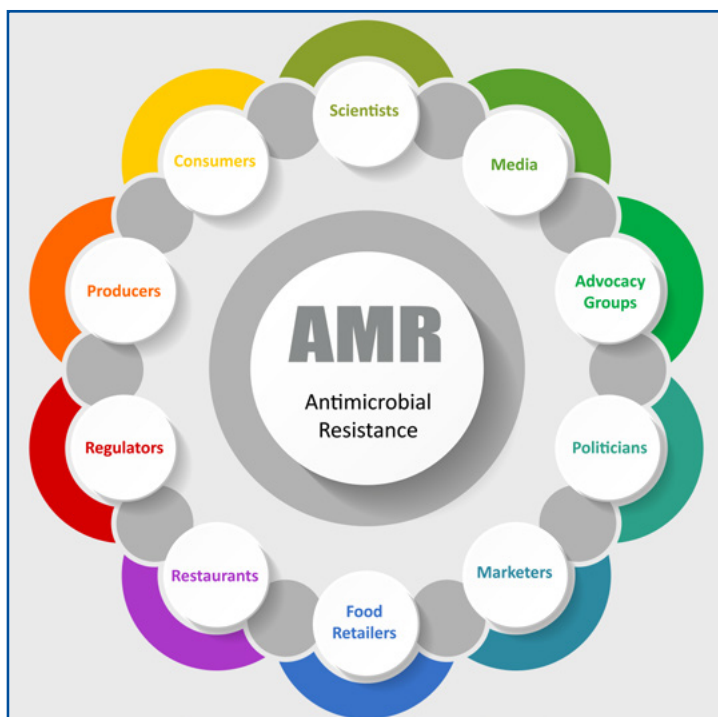 AMR
Antimicrobial
Resistance
Scientists
Media
Advocacy
Groups
Politicians
Marketers
Food
Retailers
Restaurants
Regulators
Producers
Consumers